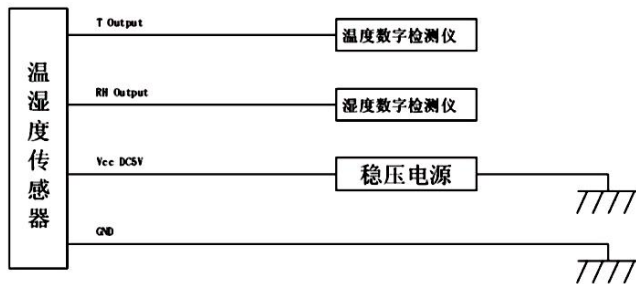 温湿度传感器
T Output
温度数字检测仪
RH Output
湿度数字检测仪
Vcc DC5V
稳压电源
GND